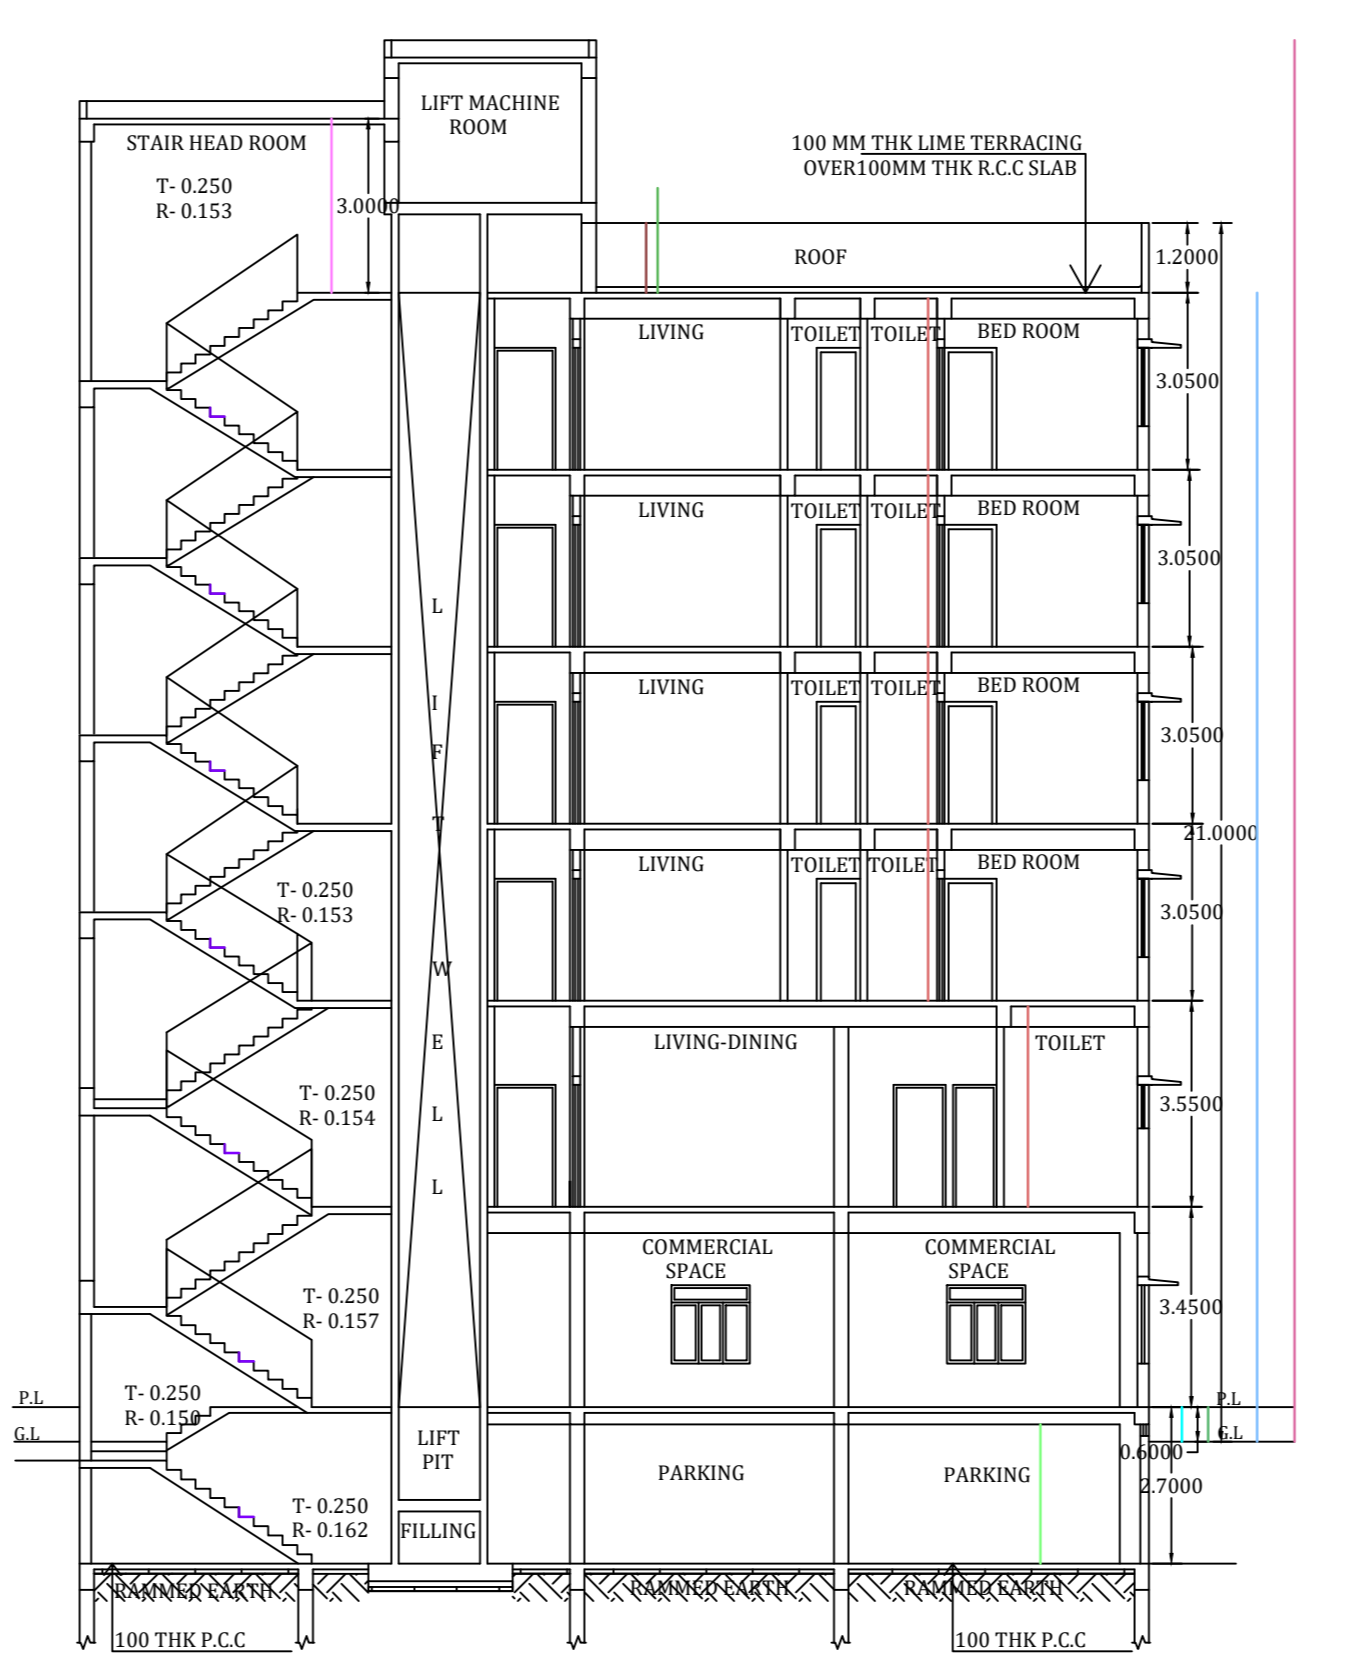 LIFT MACHINE
ROOM
STAIR HEAD ROOM
T- 0.250
R- 0.153
3.0000
100 MM THK LIME TERRACING
OVER100MM THK R.C.C SLAB
ROOF
1.2000
LIVING
TOILET
TOILET
BED ROOM
3.0500
LIVING
TOILET
TOILET
BED ROOM
3.0500
LIVING
TOILET
TOILET
BED ROOM
3.0500
21.0000
LIVING
TOILET
TOILET
BED ROOM
3.0500
T- 0.250
R- 0.153
L
I
F
T
W
E
L
L
LIVING-DINING
TOILET
3.5500
T- 0.250
R- 0.154
COMMERCIAL
SPACE
COMMERCIAL
SPACE
3.4500
T- 0.250
R- 0.157
P.L
T- 0.250
R- 0.150
G.L
P.L
G.L
0.6000
2.7000
LIFT
PIT
PARKING
PARKING
T- 0.250
R- 0.162
FILLING
RAMMED EARTH
RAMMED EARTH
RAMMED EARTH
100 THK P.C.C
100 THK P.C.C